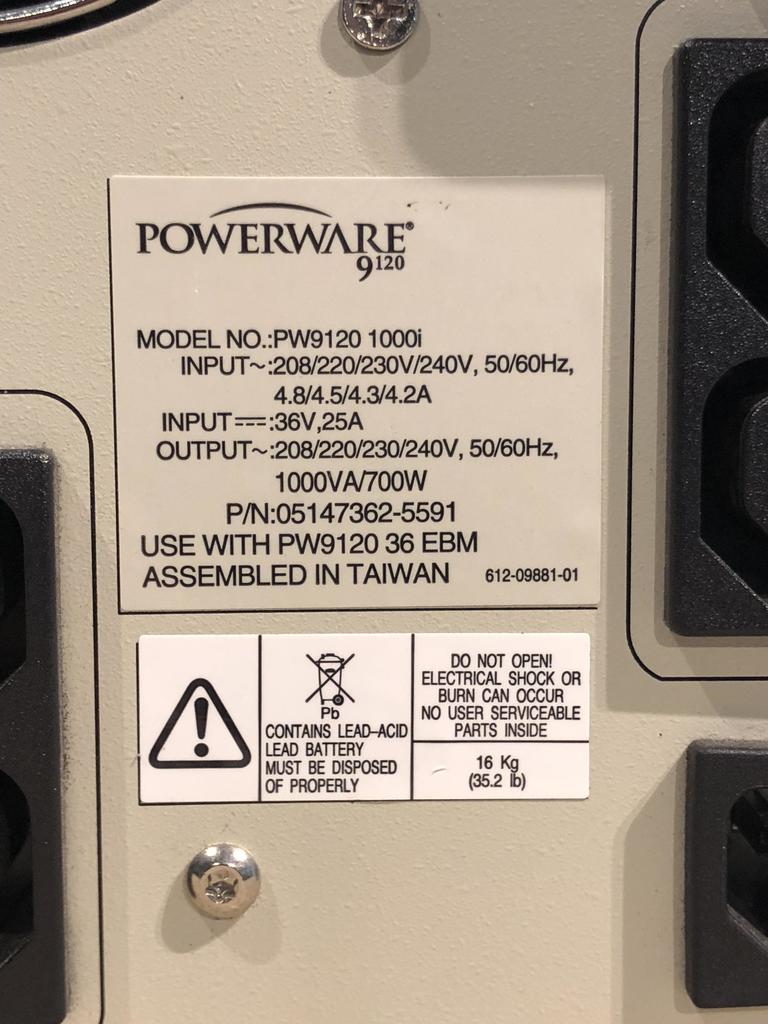 POWERWARE®
9120
MODEL NO.:PW9120 1000i
INPUT~:208/220/230V/240V, 50/60Hz,
4.8/4.5/4.3/4.2A
INPUT⎓:36V,25A
OUTPUT~:208/220/230/240V, 50/60Hz,
1000VA/700W
P/N:05147362-5591
USE WITH PW9120 36 EBM
ASSEMBLED IN TAIWAN 612-09881-01
Pb
CONTAINS LEAD-ACID
LEAD BATTERY
MUST BE DISPOSED
OF PROPERLY
DO NOT OPEN!
ELECTRICAL SHOCK OR
BURN CAN OCCUR
NO USER SERVICEABLE
PARTS INSIDE
16 Kg
(35.2 lb)